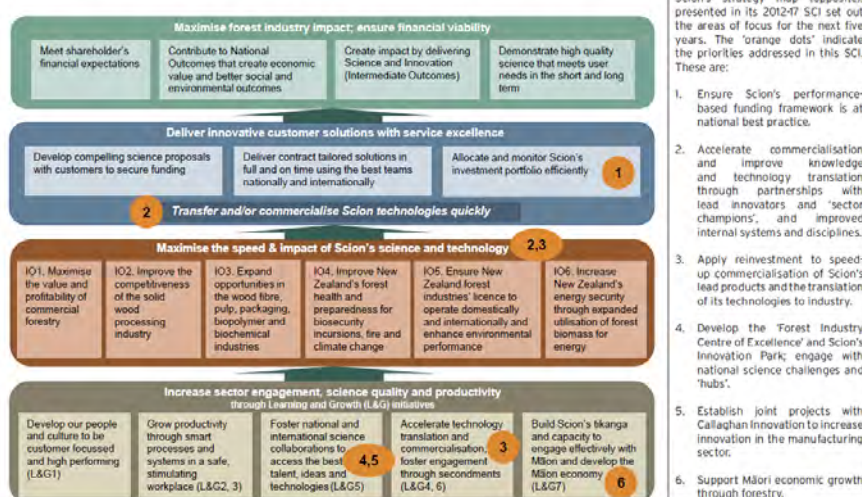 Maximise forest industry impact; ensure financial viability
Meet shareholder's
financial expectations
Contribute to National
Outcomes that create economic
value and better social and
environmental outcomes
Create impact by delivering
Science and Innovation
(Intermediate Outcomes)
Demonstrate high quality
science that meets user
needs in the short and long
term
Deliver innovative customer solutions with service excellence
Develop compelling science proposals
with customers to secure funding
Deliver contract tailored solutions in
full and on time using the best teams
nationally and internationally
Allocate and monitor Scion's
investment portfolio efficiently
1
2
Transfer and/or commercialise Scion technologies quickly
Maximise the speed & impact of Scion's science and technology
2,3
IO1. Maximise
the value and
profitability of
commercial
forestry
IO2. Improve the
competitiveness
of the solid
wood
processing
industry
IO3. Expand
opportunities in
the wood fibre,
pulp, packaging,
biopolymer and
biochemical
industries
IO4. Improve New
Zealand's forest
health and
preparedness for
biosecurity
incursions, fire and
climate change
IO5. Ensure New
Zealand forest
industries' licence to
operate domestically
and internationally and
enhance environmental
performance
IO6. Increase
New Zealand's
energy security
through expanded
utilisation of forest
biomass for
energy
Increase sector engagement, science quality and productivity
through Learning and Growth (L&G) initiatives
Develop our people
and culture to be
customer focussed
and high performing
(L&G1)
Grow productivity
through smart
processes and
systems in a safe,
stimulating
workplace (L&G2, 3)
Foster national and
international science
collaborations to
access the best
talent, ideas and
technologies (L&G5)
4,5
Accelerate technology
translation and
commercialisation,
foster engagement
through secondments
(L&G4, 6)
3
Build Scion's tikanga
and capacity to
engage effectively with
Māori and develop the
Māori economy
(L&G7)
6
presented in its 2012-17 SCI set out
the areas of focus for the next five
years. The 'orange dots' indicate
the priorities addressed in this SCI.
These are:
1. Ensure Scion's performance-
based funding framework is at
national best practice.
2. Accelerate commercialisation
and improve knowledge
and technology translation
through partnerships with
lead innovators and 'sector
champions', and improved
internal systems and disciplines.
3. Apply reinvestment to speed-
up commercialisation of Scion's
lead products and the translation
of its technologies to industry.
4. Develop the 'Forest Industry
Centre of Excellence' and Scion's
Innovation Park; engage with
national science challenges and
'hubs'.
5. Establish joint projects with
Callaghan Innovation to increase
innovation in the manufacturing
sector.
6. Support Māori economic growth
through forestry.